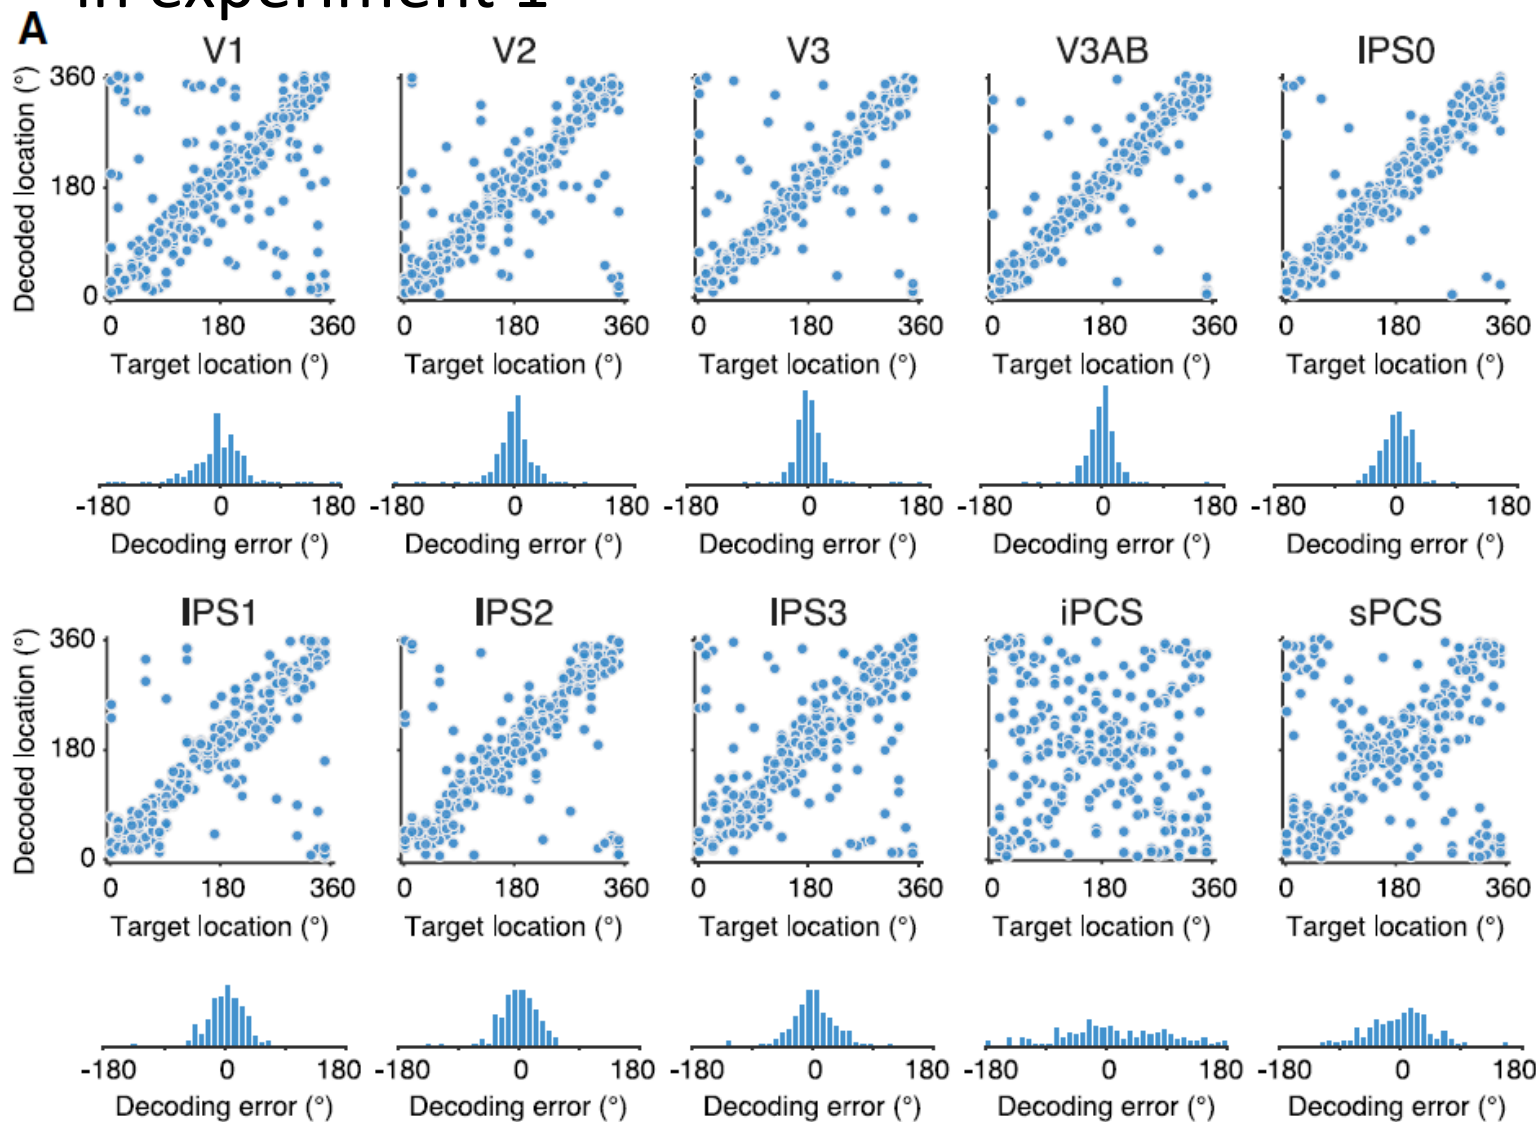 in experiment 1
A
V1 V2 V3 V3AB IPS0
Decoded location (°)
360
180
0
0 180 360 0 180 360 0 180 360 0 180 360 0 180 360
Target location (°) Target location (°) Target location (°) Target location (°) Target location (°)
-180 0 180 -180 0 180 -180 0 180 -180 0 180 -180 0 180
Decoding error (°) Decoding error (°) Decoding error (°) Decoding error (°) Decoding error (°)
IPS1 IPS2 IPS3 iPCS sPCS
Decoded location (°)
360
180
0
0 180 360 0 180 360 0 180 360 0 180 360 0 180 360
Target location (°) Target location (°) Target location (°) Target location (°) Target location (°)
-180 0 180 -180 0 180 -180 0 180 -180 0 180 -180 0 180
Decoding error (°) Decoding error (°) Decoding error (°) Decoding error (°) Decoding error (°)